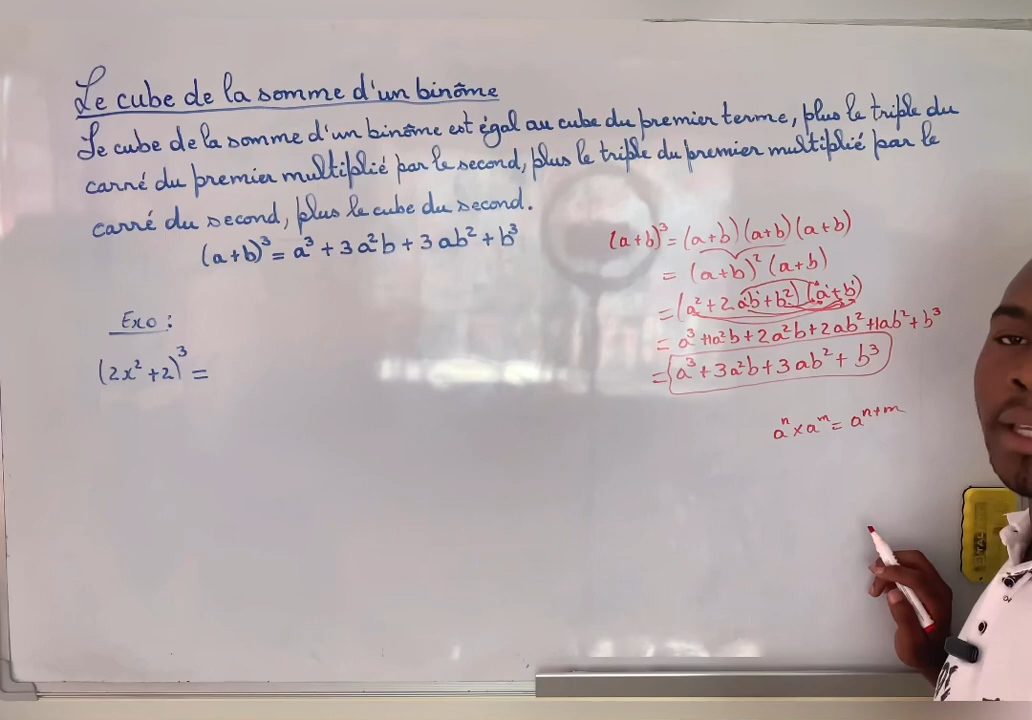 Le cube de la somme d'un binôme
Le cube de la somme d'un binôme est égal au cube du premier terme, plus le triple du
carré du premier multiplié par le second, plus le triple du premier multiplié par le
carré du second, plus le cube du second.
(a+b)³ = a³ + 3a²b + 3ab² + b³
Exo :
(2x² + 2)³ =
(a+b)³ = (a+b)(a+b)(a+b)
= (a+b)² (a+b)
= (a² + 2ab + b²)(a+b)
= a³ + 1a²b + 2a²b + 2ab² + 1ab² + b³
= a³ + 3a²b + 3ab² + b³
aⁿ × aᵐ = aⁿ⁺ᵐ